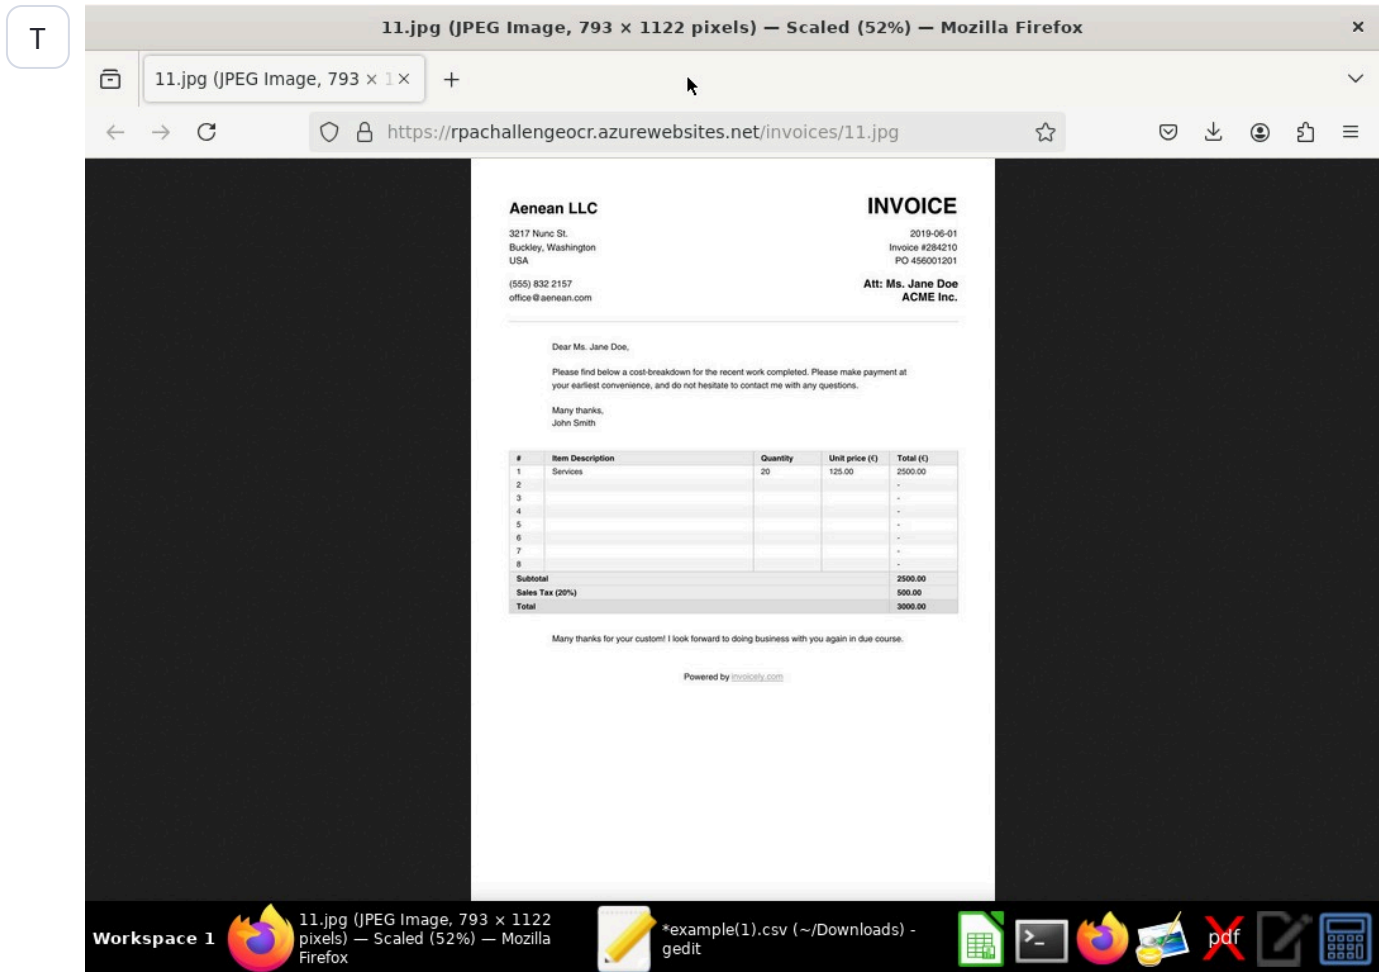 T
11.jpg (JPEG Image, 793 × 1122 pixels) — Scaled (52%) — Mozilla Firefox
11.jpg (JPEG Image, 793 × 1
https://rpachallengeocr.azurewebsites.net/invoices/11.jpg
Aenean LLC
INVOICE
3217 Nunc St.
2019-06-01
Buckley, Washington
Invoice #284210
USA
PO 456001201
(555) 832 2157
Att: Ms. Jane Doe
office@aenean.com
ACME Inc.
Dear Ms. Jane Doe,
Please find below a cost-breakdown for the recent work completed. Please make payment at
your earliest convenience, and do not hesitate to contact me with any questions.
Many thanks,
John Smith
# Item Description Quantity Unit price (€) Total (€)
1 Services 20 125.00 2500.00
2 -
3 -
4 -
5 -
6 -
7 -
8 -
Subtotal 2500.00
Sales Tax (20%) 500.00
Total 3000.00
Many thanks for your custom! I look forward to doing business with you again in due course.
Powered by invoicely.com
Workspace 1
11.jpg (JPEG Image, 793 × 1122
pixels) — Scaled (52%) — Mozilla
Firefox
*example(1).csv (~/Downloads) -
gedit
pdf